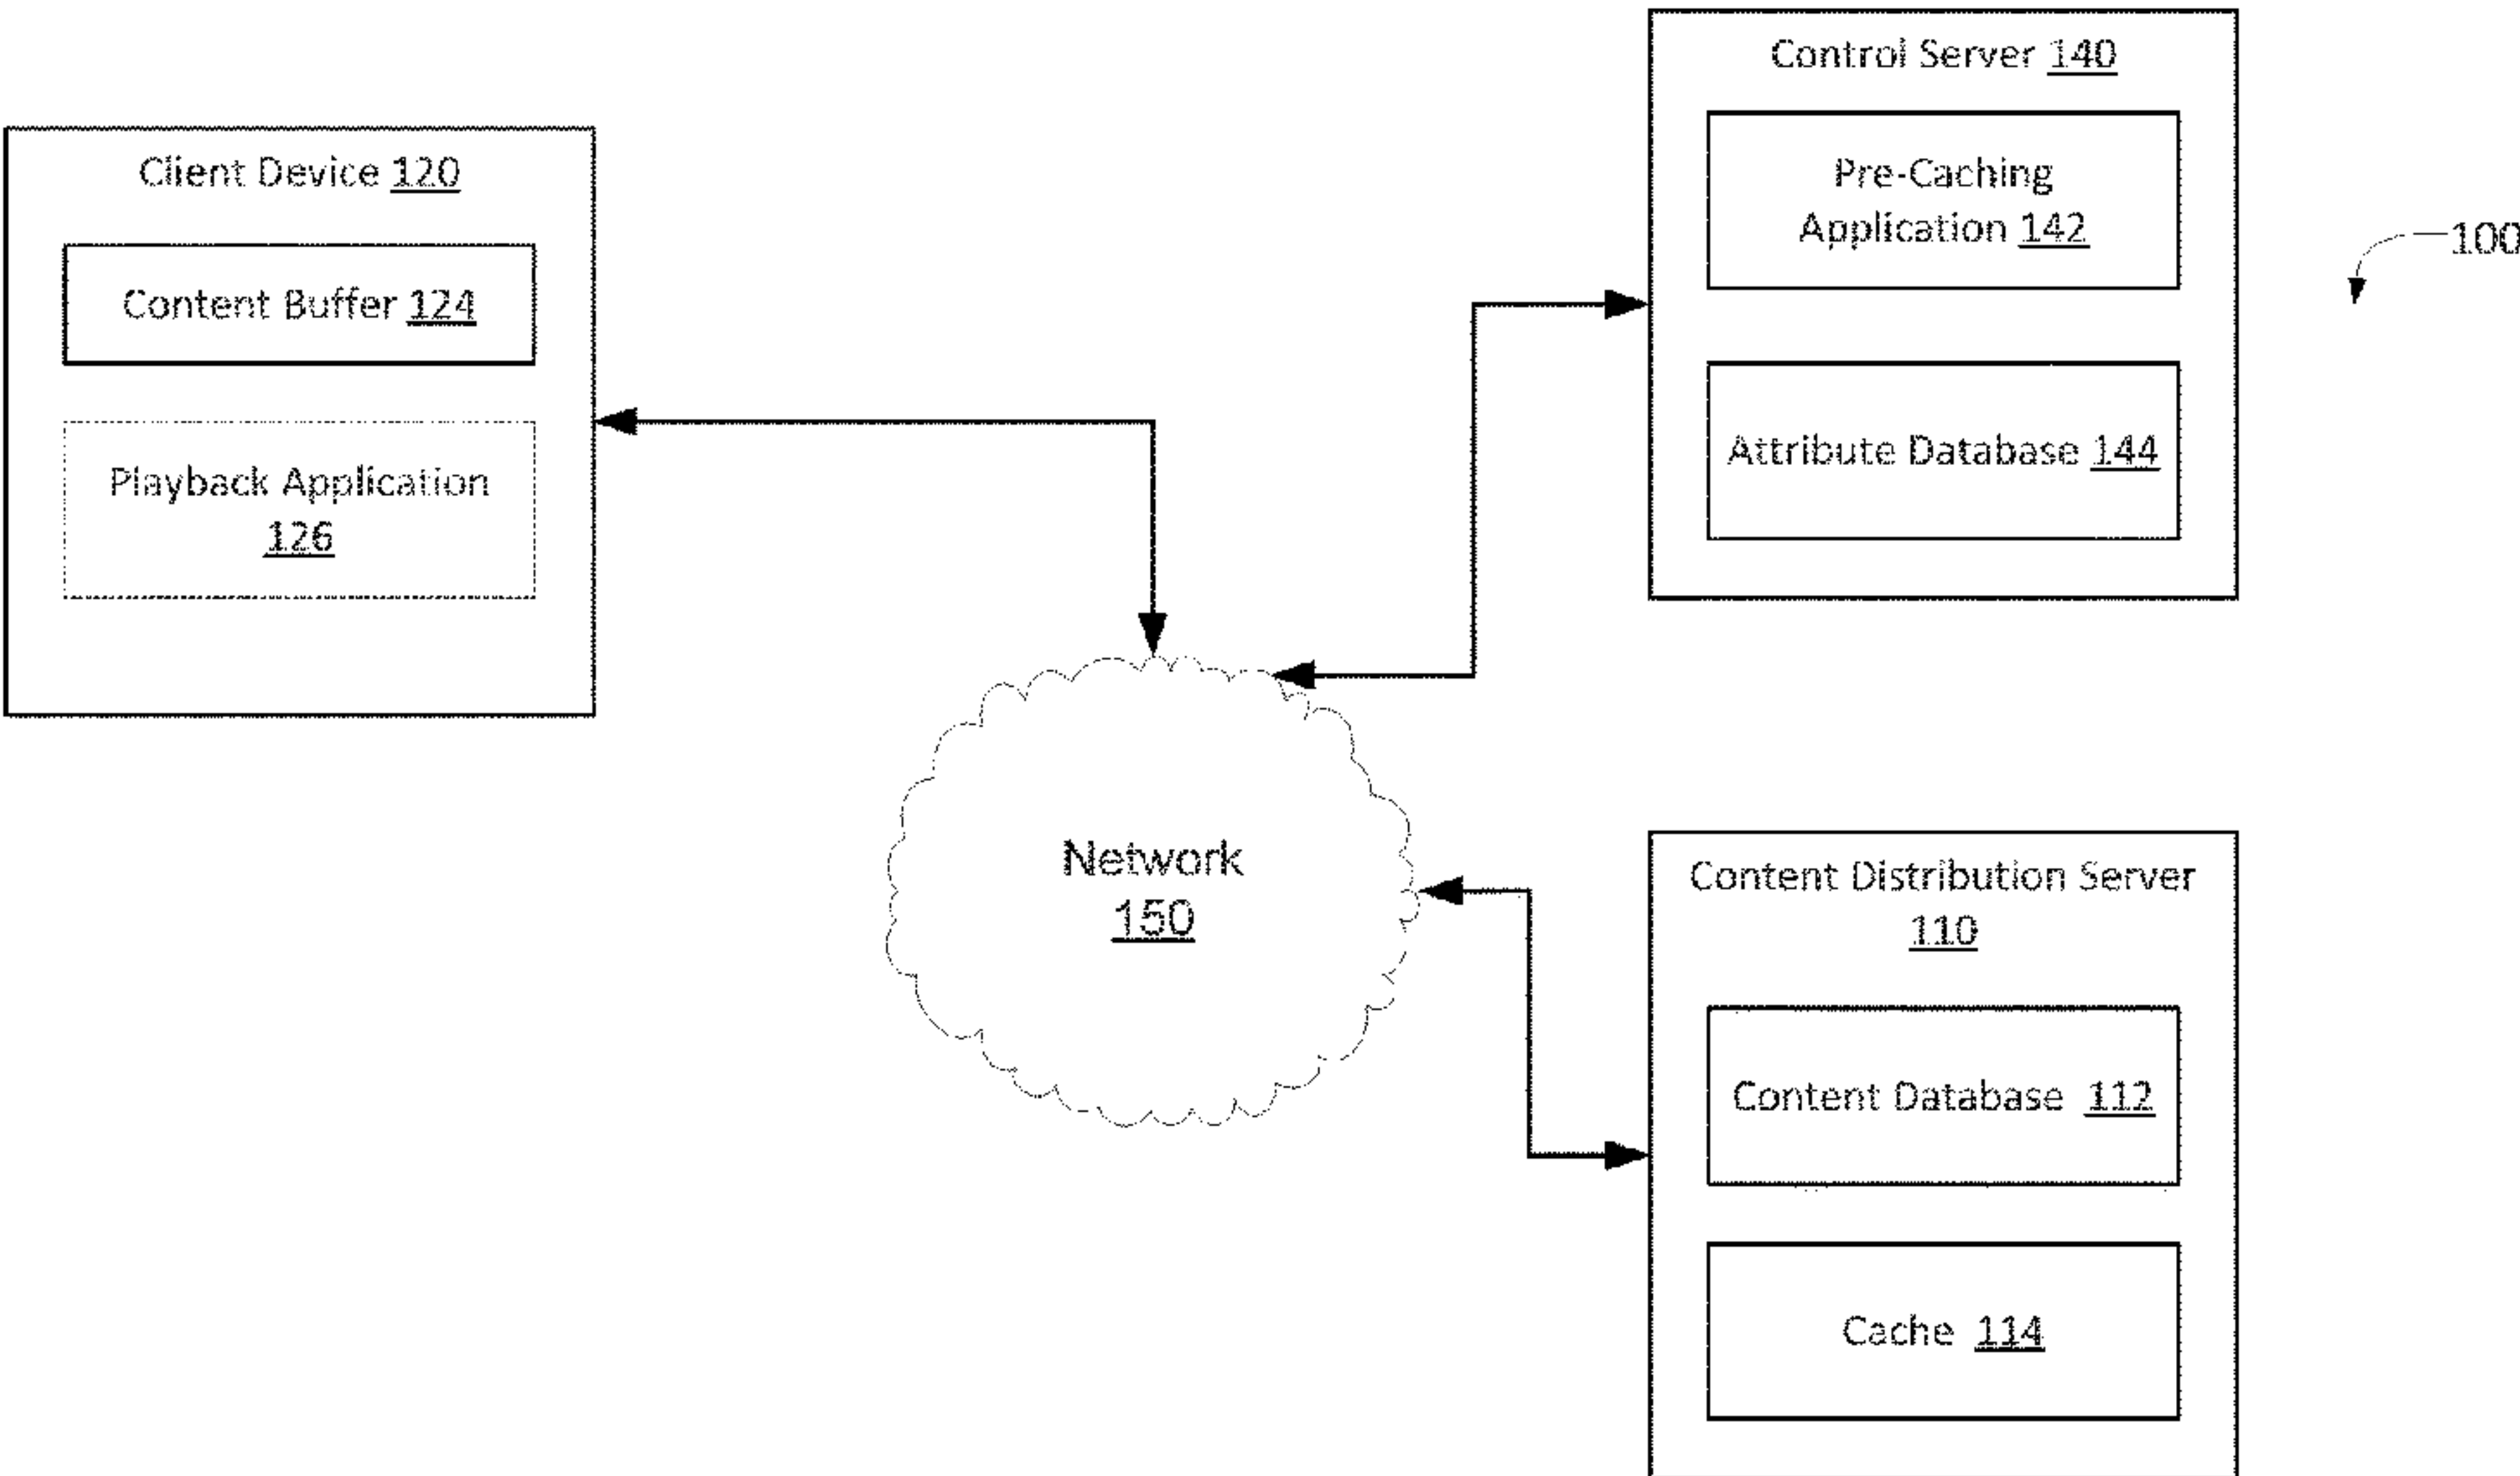 Control Server 140
Pre-Caching
Application 142
Attribute Database 144
100
Client Device 120
Content Buffer 124
Playback Application
126
Network
150
Content Distribution Server
110
Content Database 112
Cache 114